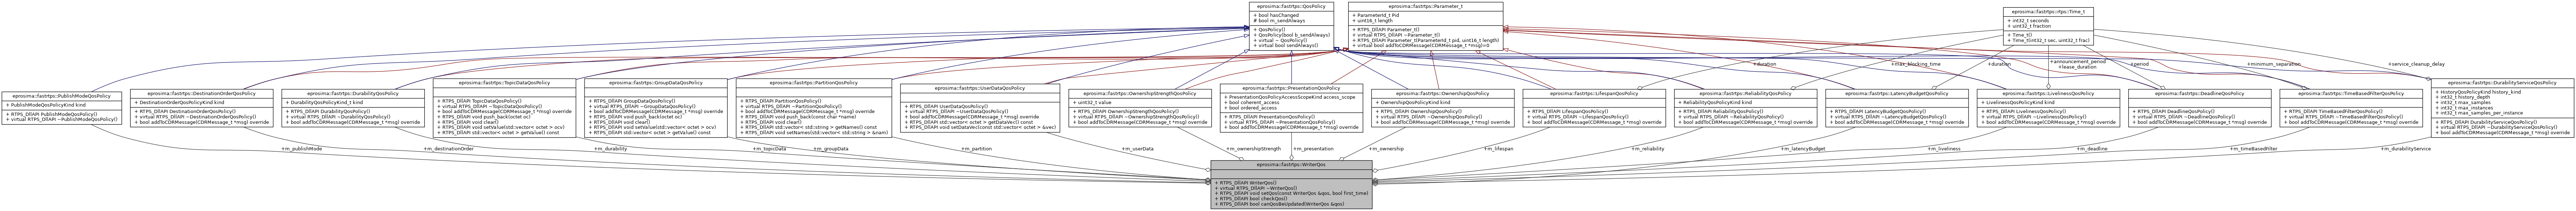 eprosima::fastrtps::QosPolicy
+ bool hasChanged
# bool m_sendAlways
+ QosPolicy()
+ QosPolicy(bool b_sendAlways)
+ virtual ~ QosPolicy()
+ virtual bool sendAlways()
eprosima::fastrtps::Parameter_t
+ ParameterId_t Pid
+ uint16_t length
+ RTPS_DllAPI Parameter_t()
+ virtual RTPS_DllAPI ~Parameter_t()
+ RTPS_DllAPI Parameter_t(ParameterId_t pid, uint16_t length)
+ virtual bool addToCDRMessage(CDRMessage_t *msg)=0
eprosima::fastrtps::rtps::Time_t
+ int32_t seconds
+ uint32_t fraction
+ Time_t()
+ Time_t(int32_t sec, uint32_t frac)
+duration
+max_blocking_time
+duration
+announcement_period
+lease_duration
+period
+minimum_separation
+service_cleanup_delay
eprosima::fastrtps::PublishModeQosPolicy
+ PublishModeQosPolicyKind kind
+ RTPS_DllAPI PublishModeQosPolicy()
+ virtual RTPS_DllAPI ~PublishModeQosPolicy()
eprosima::fastrtps::DestinationOrderQosPolicy
+ DestinationOrderQosPolicyKind kind
+ RTPS_DllAPI DestinationOrderQosPolicy()
+ virtual RTPS_DllAPI ~DestinationOrderQosPolicy()
+ bool addToCDRMessage(CDRMessage_t *msg) override
eprosima::fastrtps::DurabilityQosPolicy
+ DurabilityQosPolicyKind_t kind
+ RTPS_DllAPI DurabilityQosPolicy()
+ virtual RTPS_DllAPI ~DurabilityQosPolicy()
+ bool addToCDRMessage(CDRMessage_t *msg) override
eprosima::fastrtps::TopicDataQosPolicy
+ RTPS_DllAPI TopicDataQosPolicy()
+ virtual RTPS_DllAPI ~TopicDataQosPolicy()
+ bool addToCDRMessage(CDRMessage_t *msg) override
+ RTPS_DllAPI void push_back(octet oc)
+ RTPS_DllAPI void clear()
+ RTPS_DllAPI void setValue(std::vector< octet > ocv)
+ RTPS_DllAPI std::vector< octet > getValue() const
eprosima::fastrtps::GroupDataQosPolicy
+ RTPS_DllAPI GroupDataQosPolicy()
+ virtual RTPS_DllAPI ~GroupDataQosPolicy()
+ bool addToCDRMessage(CDRMessage_t *msg) override
+ RTPS_DllAPI void push_back(octet oc)
+ RTPS_DllAPI void clear()
+ RTPS_DllAPI void setValue(std::vector< octet > ocv)
+ RTPS_DllAPI std::vector< octet > getValue() const
eprosima::fastrtps::PartitionQosPolicy
+ RTPS_DllAPI PartitionQosPolicy()
+ virtual RTPS_DllAPI ~PartitionQosPolicy()
+ bool addToCDRMessage(CDRMessage_t *msg) override
+ RTPS_DllAPI void push_back(const char *name)
+ RTPS_DllAPI void clear()
+ RTPS_DllAPI std::vector< std::string > getNames() const
+ RTPS_DllAPI void setNames(std::vector< std::string > &nam)
eprosima::fastrtps::UserDataQosPolicy
+ RTPS_DllAPI UserDataQosPolicy()
+ virtual RTPS_DllAPI ~UserDataQosPolicy()
+ bool addToCDRMessage(CDRMessage_t *msg) override
+ RTPS_DllAPI std::vector< octet > getDataVec() const
+ RTPS_DllAPI void setDataVec(const std::vector< octet > &vec)
eprosima::fastrtps::OwnershipStrengthQosPolicy
+ uint32_t value
+ RTPS_DllAPI OwnershipStrengthQosPolicy()
+ virtual RTPS_DllAPI ~OwnershipStrengthQosPolicy()
+ bool addToCDRMessage(CDRMessage_t *msg) override
eprosima::fastrtps::PresentationQosPolicy
+ PresentationQosPolicyAccessScopeKind access_scope
+ bool coherent_access
+ bool ordered_access
+ RTPS_DllAPI PresentationQosPolicy()
+ virtual RTPS_DllAPI ~PresentationQosPolicy()
+ bool addToCDRMessage(CDRMessage_t *msg) override
eprosima::fastrtps::OwnershipQosPolicy
+ OwnershipQosPolicyKind kind
+ RTPS_DllAPI OwnershipQosPolicy()
+ virtual RTPS_DllAPI ~OwnershipQosPolicy()
+ bool addToCDRMessage(CDRMessage_t *msg) override
eprosima::fastrtps::LifespanQosPolicy
+ RTPS_DllAPI LifespanQosPolicy()
+ virtual RTPS_DllAPI ~LifespanQosPolicy()
+ bool addToCDRMessage(CDRMessage_t *msg) override
eprosima::fastrtps::ReliabilityQosPolicy
+ ReliabilityQosPolicyKind kind
+ RTPS_DllAPI ReliabilityQosPolicy()
+ virtual RTPS_DllAPI ~ReliabilityQosPolicy()
+ bool addToCDRMessage(CDRMessage_t *msg) override
eprosima::fastrtps::LatencyBudgetQosPolicy
+ RTPS_DllAPI LatencyBudgetQosPolicy()
+ virtual RTPS_DllAPI ~LatencyBudgetQosPolicy()
+ bool addToCDRMessage(CDRMessage_t *msg) override
eprosima::fastrtps::LivelinessQosPolicy
+ LivelinessQosPolicyKind kind
+ RTPS_DllAPI LivelinessQosPolicy()
+ virtual RTPS_DllAPI ~LivelinessQosPolicy()
+ bool addToCDRMessage(CDRMessage_t *msg) override
eprosima::fastrtps::DeadlineQosPolicy
+ RTPS_DllAPI DeadlineQosPolicy()
+ virtual RTPS_DllAPI ~DeadlineQosPolicy()
+ bool addToCDRMessage(CDRMessage_t *msg) override
eprosima::fastrtps::TimeBasedFilterQosPolicy
+ RTPS_DllAPI TimeBasedFilterQosPolicy()
+ virtual RTPS_DllAPI ~TimeBasedFilterQosPolicy()
+ bool addToCDRMessage(CDRMessage_t *msg) override
eprosima::fastrtps::DurabilityServiceQosPolicy
+ HistoryQosPolicyKind history_kind
+ int32_t history_depth
+ int32_t max_samples
+ int32_t max_instances
+ int32_t max_samples_per_instance
+ RTPS_DllAPI DurabilityServiceQosPolicy()
+ virtual RTPS_DllAPI ~DurabilityServiceQosPolicy()
+ bool addToCDRMessage(CDRMessage_t *msg) override
+m_publishMode
+m_destinationOrder
+m_durability
+m_topicData
+m_groupData
+m_partition
+m_userData
+m_ownershipStrength
+m_presentation
+m_ownership
+m_lifespan
+m_reliability
+m_latencyBudget
+m_liveliness
+m_deadline
+m_timeBasedFilter
+m_durabilityService
eprosima::fastrtps::WriterQos
+ RTPS_DllAPI WriterQos()
+ virtual RTPS_DllAPI ~WriterQos()
+ RTPS_DllAPI void setQos(const WriterQos &qos, bool first_time)
+ RTPS_DllAPI bool checkQos()
+ RTPS_DllAPI bool canQosBeUpdated(WriterQos &qos)